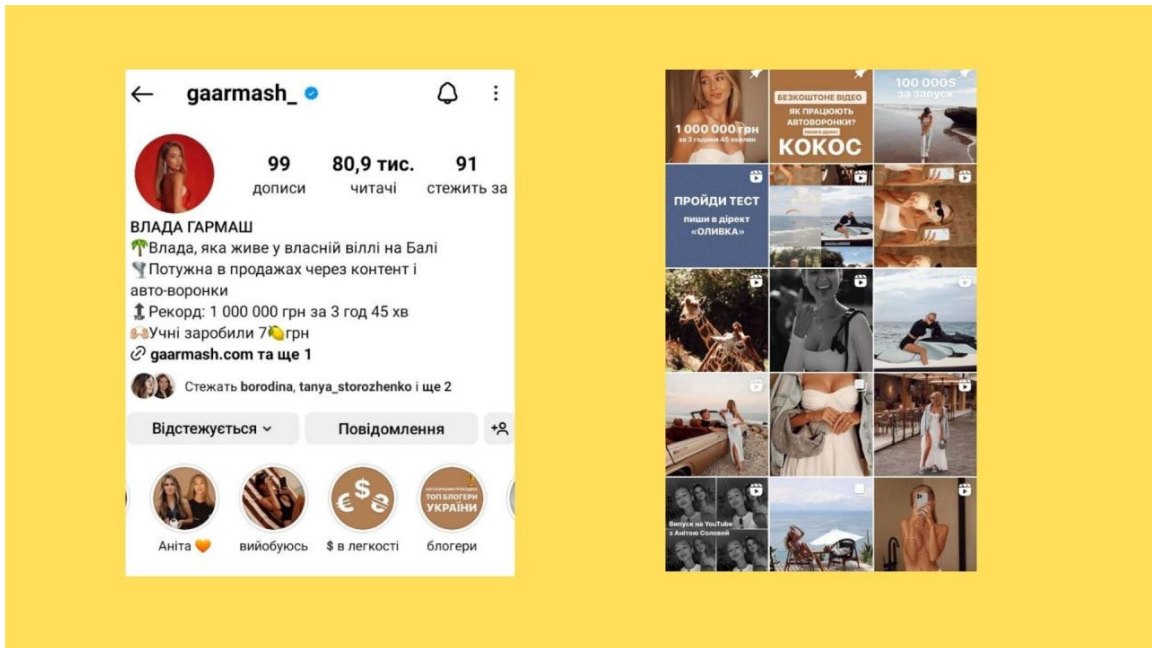 gaarmash_
99
80,9 тис.
91
дописи
читачі
стежить за
ВЛАДА ГАРМАШ
🌴Влада, яка живе у власній віллі на Балі
🌪️Потужна в продажах через контент і
авто-воронки
Рекорд: 1 000 000 грн за 3 год 45 хв
🙌🏼Учні заробили 7🍋грн
gaarmash.com та ще 1
Стежать borodina, tanya_storozhenko і ще 2
Відстежується
Повідомлення
€ $ ₴
ТОП БЛОГЕРИ
УКРАЇНИ
Аніта 🧡
вийобуюсь
$ в легкості
блогери
1 000 000 грн
за 3 години 45 хвилин
БЕЗКОШТОНЕ ВІДЕО
ЯК ПРАЦЮЮТЬ
АВТОВОРОНКИ?
пиши в дірект
КОКОС
100 000$
за запуск
ПРОЙДИ ТЕСТ
пиши в дірект
«ОЛИВКА»
Випуск на YouTube
з Анітою Соловей